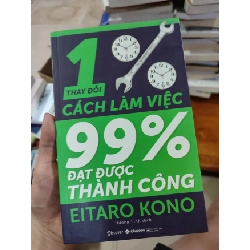 1%
THAY ĐỔI
CÁCH LÀM VIỆC
99%
ĐẠT ĐƯỢC
THÀNH CÔNG
EITARO KONO